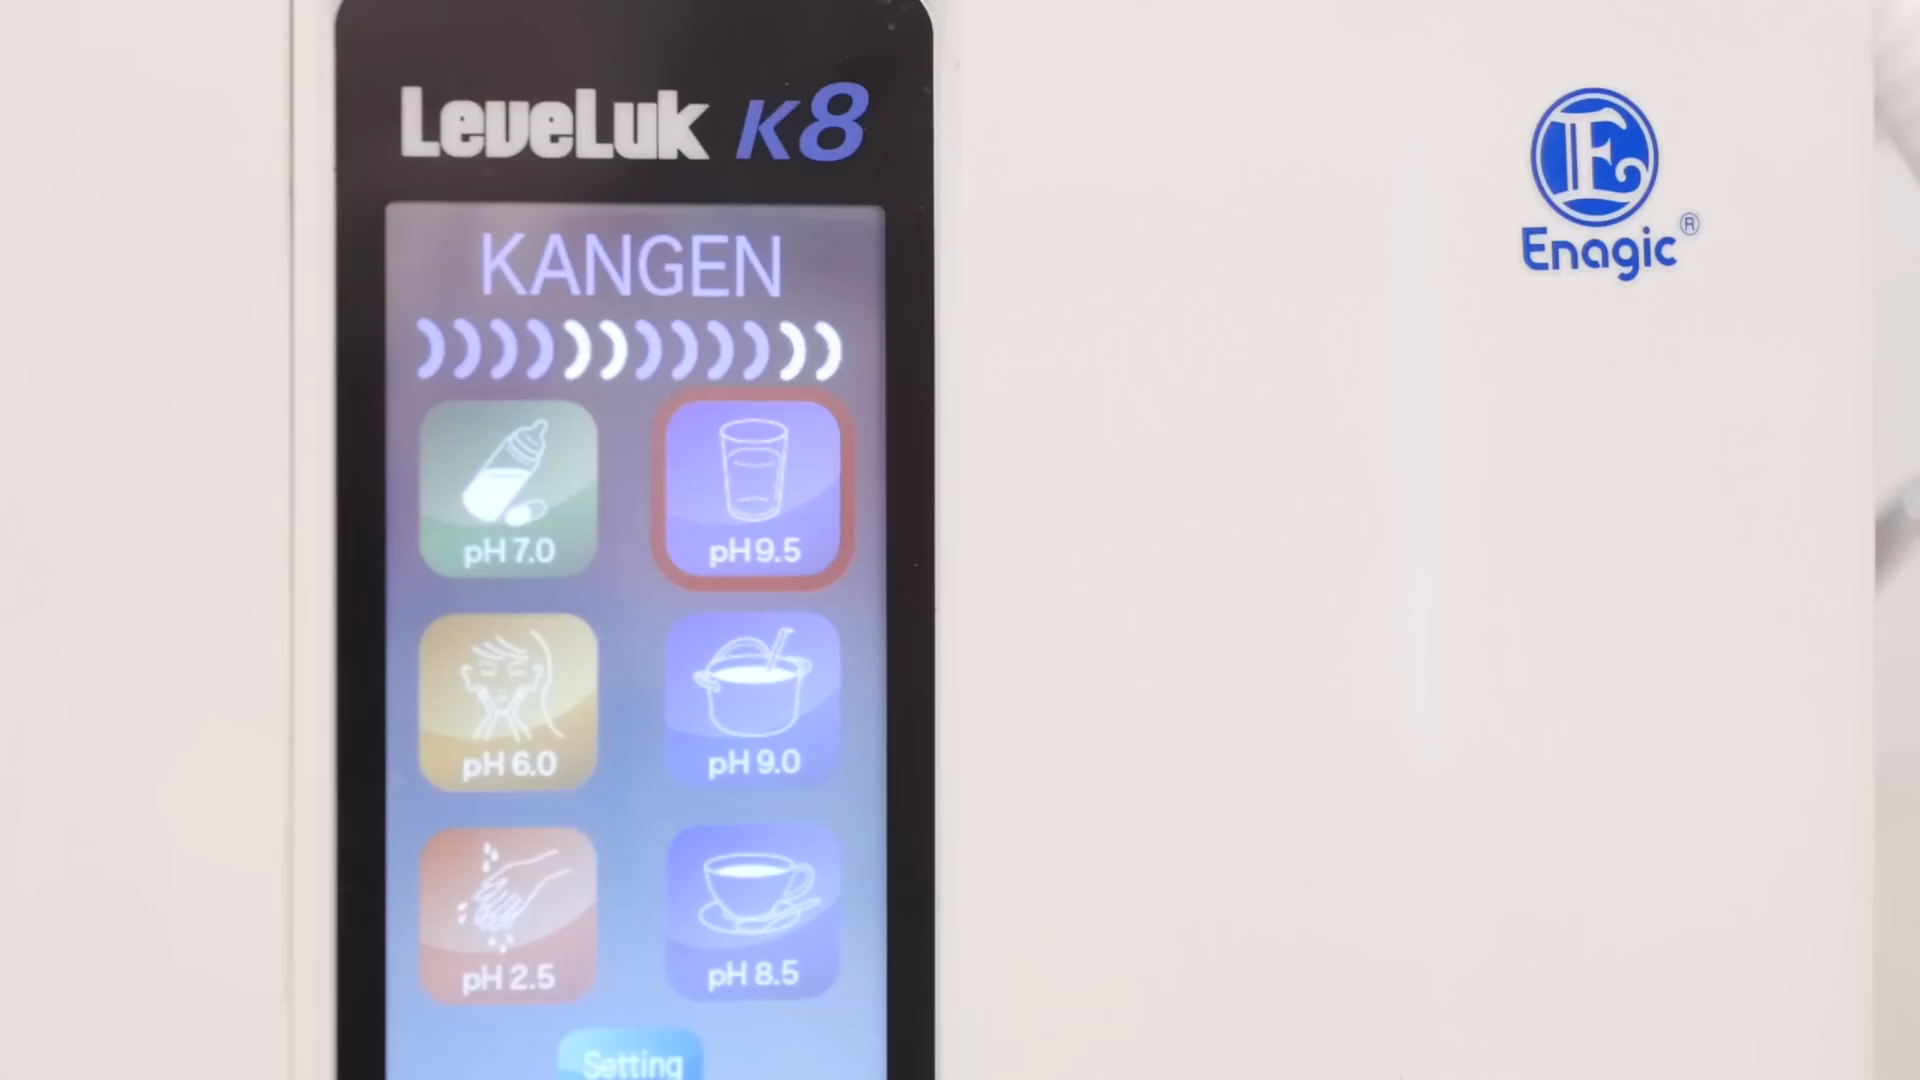 LeveLuk K8
KANGEN
pH 7.0
pH 9.5
pH 6.0
pH 9.0
pH 2.5
pH 8.5
Setting
E
Enagic®